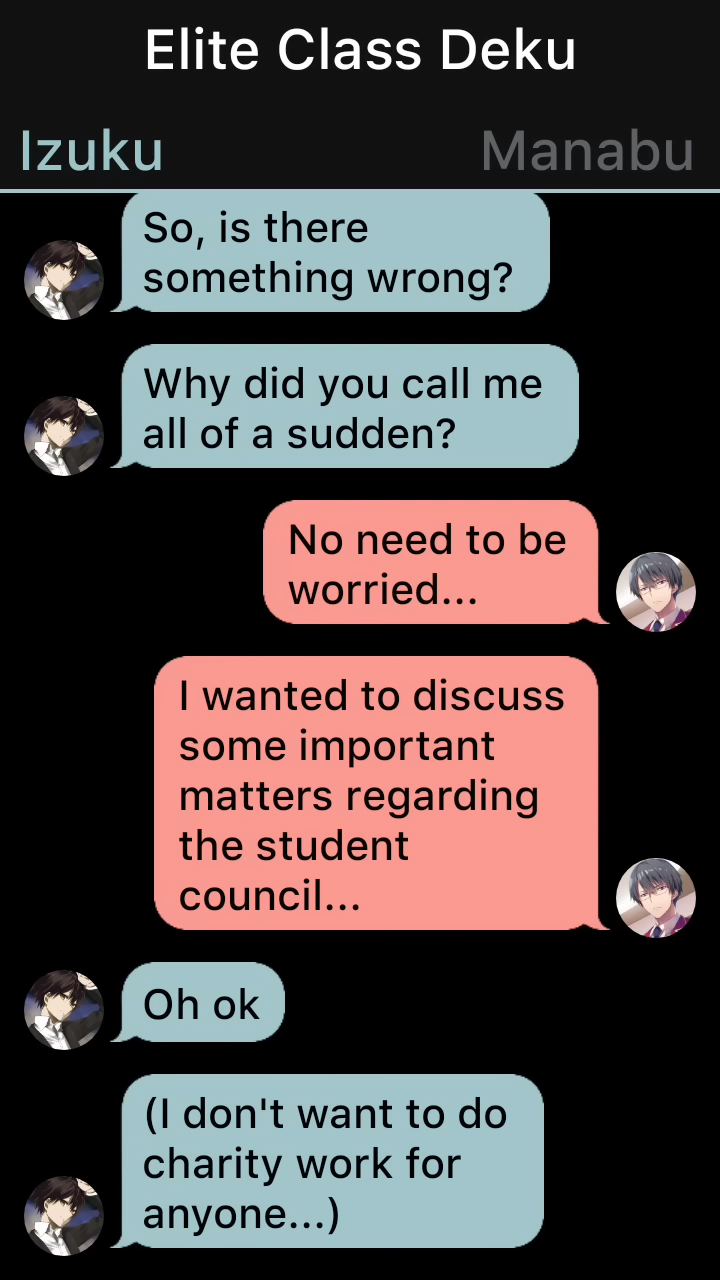 Elite Class Deku
Izuku
Manabu
So, is there
something wrong?
Why did you call me
all of a sudden?
No need to be
worried...
I wanted to discuss
some important
matters regarding
the student
council...
Oh ok
(I don't want to do
charity work for
anyone...)